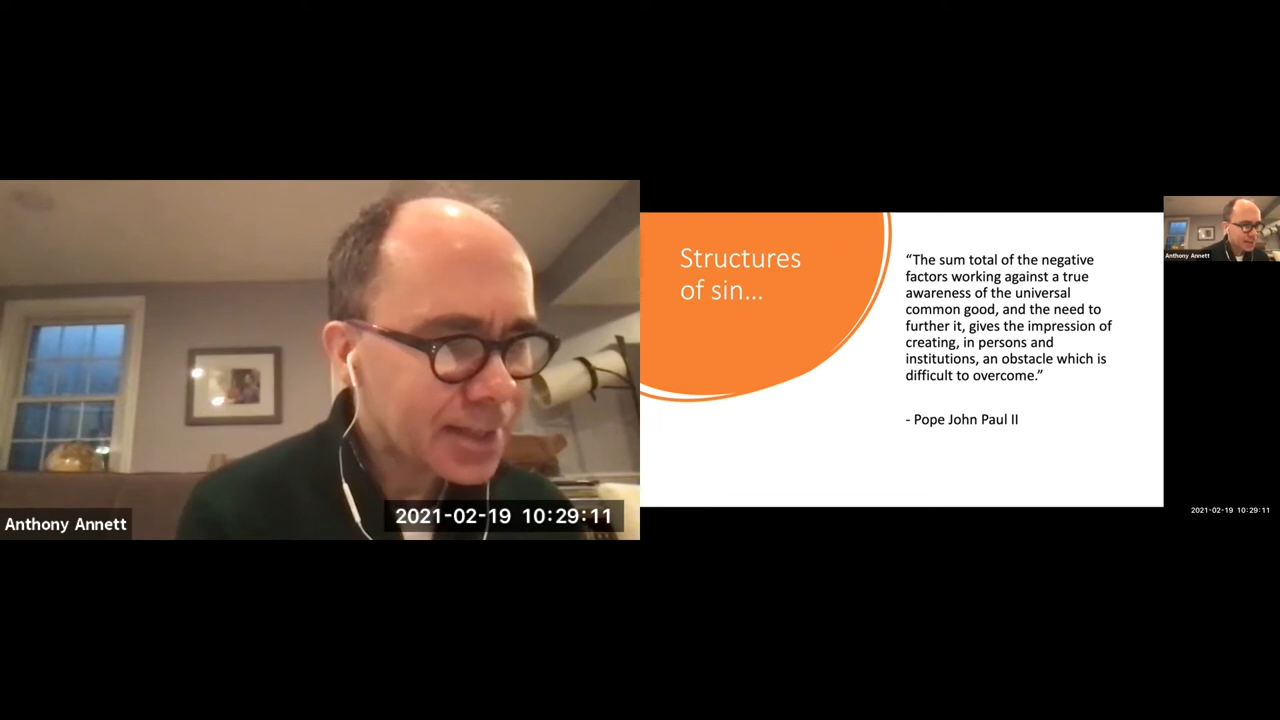 Anthony Annett
2021-02-19 10:29:11
Structures
of sin...
“The sum total of the negative
factors working against a true
awareness of the universal
common good, and the need to
further it, gives the impression of
creating, in persons and
institutions, an obstacle which is
difficult to overcome.”
- Pope John Paul II
Anthony Annett
2021-02-19 10:29:11